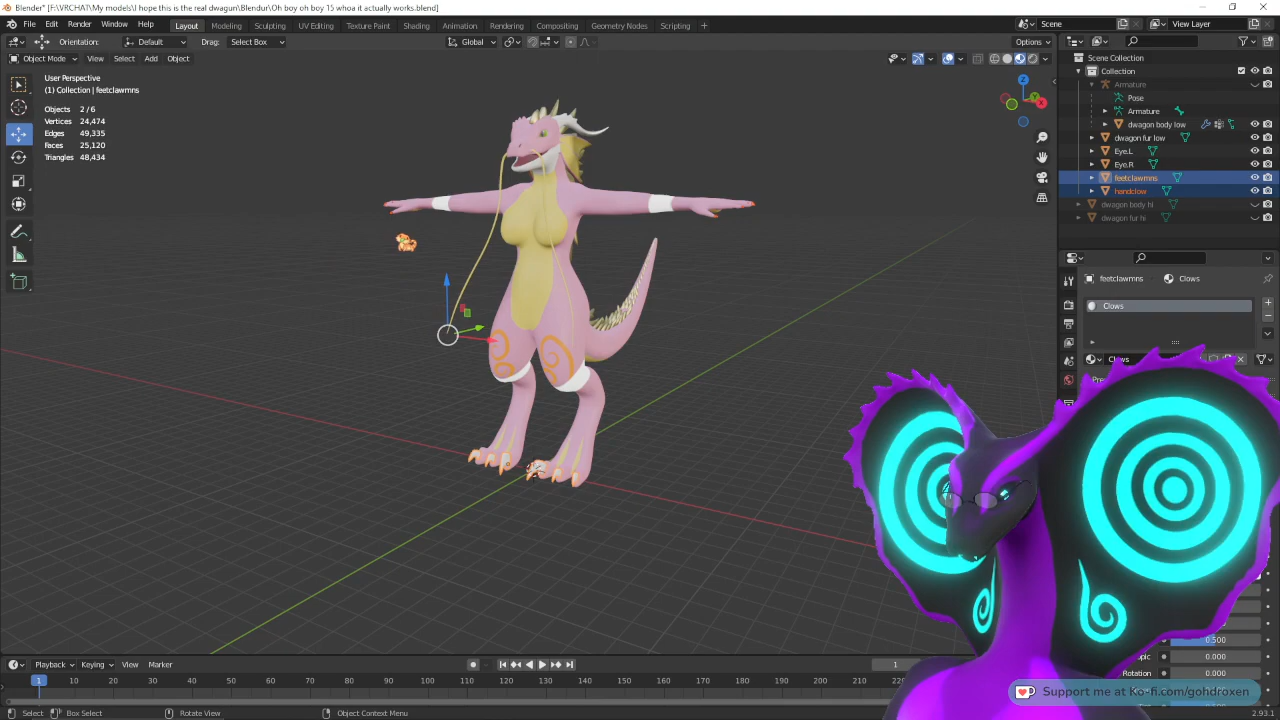 Blender* [F:\VRCHAT\My models\I hope this is the real dwagun\Blendur\Oh boy oh boy 15 whoa it actually works.blend]
File Edit Render Window Help Layout Modeling Sculpting UV Editing Texture Paint Shading Animation Rendering Compositing Geometry Nodes Scripting + Scene View Layer
Orientation: Default Drag: Select Box Global Options
Object Mode View Select Add Object
User Perspective
(1) Collection | feetclawmns
Objects 2 / 6
Vertices 24,474
Edges 49,335
Faces 25,120
Triangles 48,434
Z
Y
X
Scene Collection
Collection
Armature
Pose
Armature
dwagon body low
dwagon fur low
Eye.L
Eye.R
feetclawmns
handclow
dwagon body hi
dwagon fur hi
feetclawmns Clows
Clows
Clows
0.500
0.000
Rotation 0.000
Playback Keying View Marker 1
1 10 20 30 40 50 60 70 80 90 100 110 120 130 140 150 160 170 180 190 200 210 220
Support me at Ko-fi.com/gohdroxen
Select Box Select Rotate View Object Context Menu 2.93.1